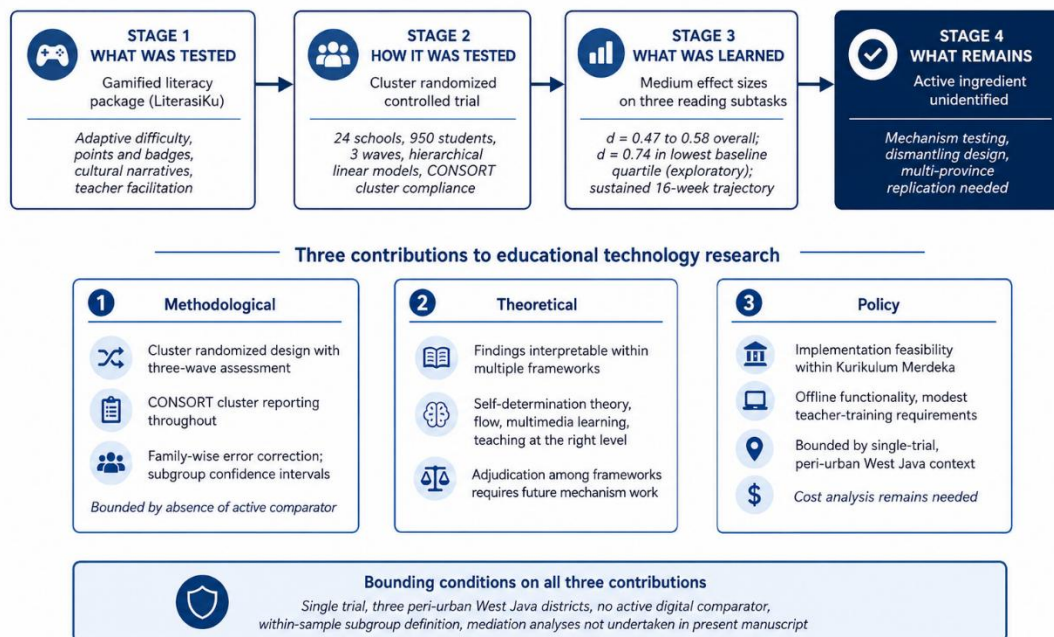 STAGE 1
WHAT WAS TESTED
Gamified literacy
package (LiterasiKu)
Adaptive difficulty,
points and badges,
cultural narratives,
teacher facilitation
STAGE 2
HOW IT WAS TESTED
Cluster randomized
controlled trial
24 schools, 950 students,
3 waves, hierarchical
linear models, CONSORT
cluster compliance
STAGE 3
WHAT WAS LEARNED
Medium effect sizes
on three reading subtasks
d = 0.47 to 0.58 overall;
d = 0.74 in lowest baseline
quartile (exploratory);
sustained 16-week trajectory
STAGE 4
WHAT REMAINS
Active ingredient
unidentified
Mechanism testing,
dismantling design,
multi-province
replication needed
Three contributions to educational technology research
1 Methodological
Cluster randomized design with
three-wave assessment
CONSORT cluster reporting
throughout
Family-wise error correction;
subgroup confidence intervals
Bounded by absence of active comparator
2 Theoretical
Findings interpretable within
multiple frameworks
Self-determination theory,
flow, multimedia learning,
teaching at the right level
Adjudication among frameworks
requires future mechanism work
3 Policy
Implementation feasibility
within Kurikulum Merdeka
Offline functionality, modest
teacher-training requirements
Bounded by single-trial,
peri-urban West Java context
$ Cost analysis remains needed
Bounding conditions on all three contributions
Single trial, three peri-urban West Java districts, no active digital comparator,
within-sample subgroup definition, mediation analyses not undertaken in present manuscript